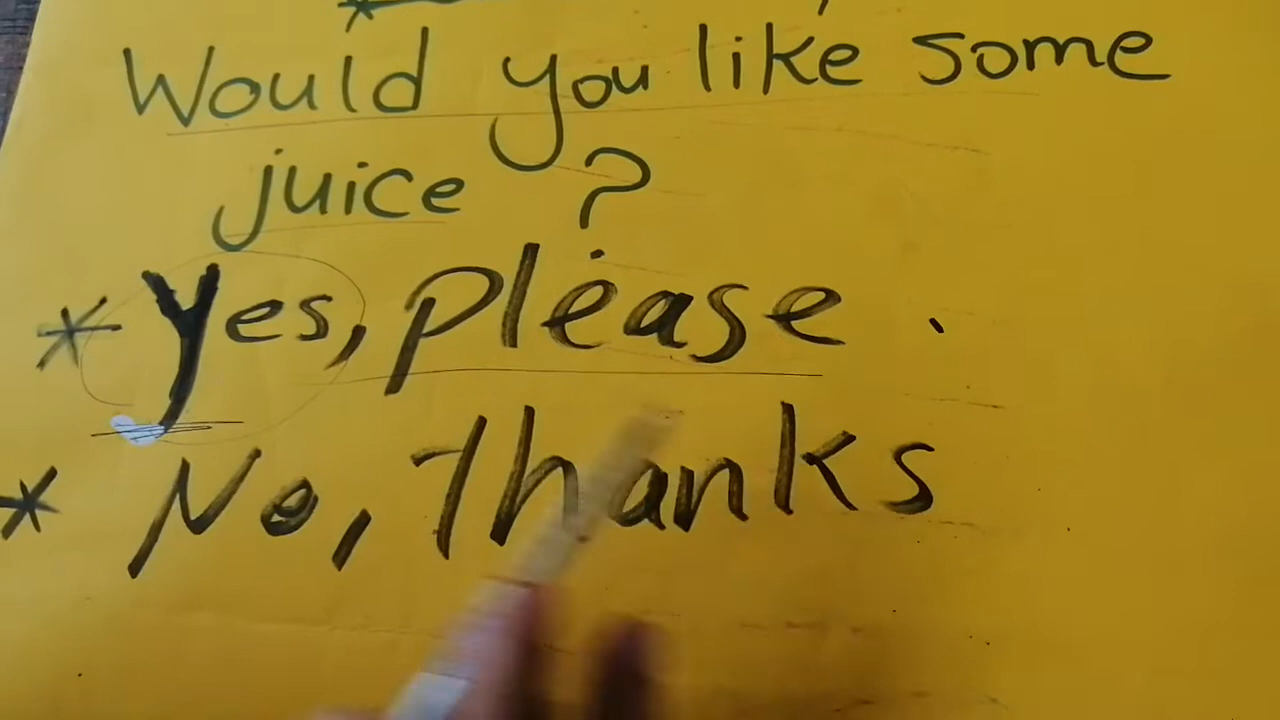 Would you like some
juice ?
* Yes, please .
* No, Thanks